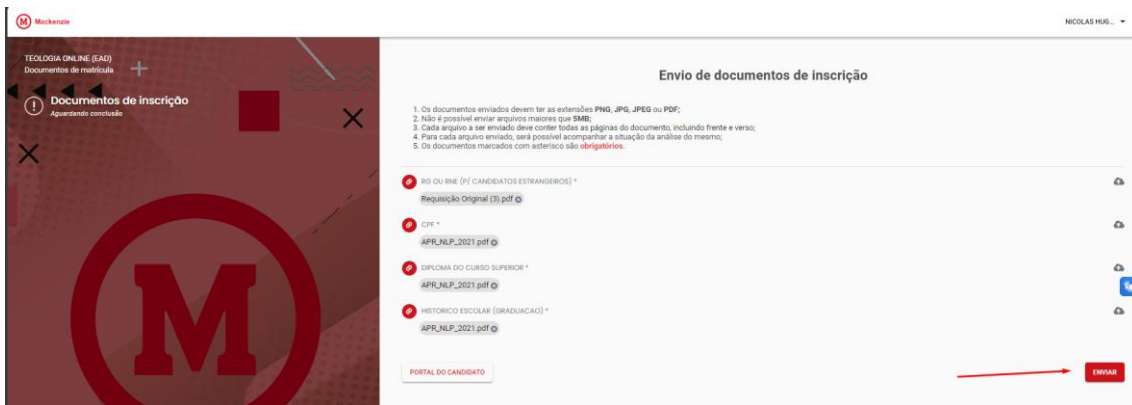 Mackenzie
NICOLAS HUG...
TEOLOGIA ONLINE (EAD)
Documentos de matrícula
Documentos de inscrição
Aguardando conclusão
Envio de documentos de inscrição
1. Os documentos enviados devem ter as extensões PNG, JPG, JPEG ou PDF;
2. Não é possível enviar arquivos maiores que 5MB;
3. Cada arquivo a ser enviado deve conter todas as páginas do documento, incluindo frente e verso;
4. Para cada arquivo enviado, será possível acompanhar a situação da análise do mesmo;
5. Os documentos marcados com asterisco são obrigatórios.
RG OU RNE (P/ CANDIDATOS ESTRANGEIROS) *
Requisição Original (3).pdf
CPF *
APR_NLP_2021.pdf
DIPLOMA DO CURSO SUPERIOR *
APR_NLP_2021.pdf
HISTORICO ESCOLAR (GRADUACAO) *
APR_NLP_2021.pdf
PORTAL DO CANDIDATO
ENVIAR
M